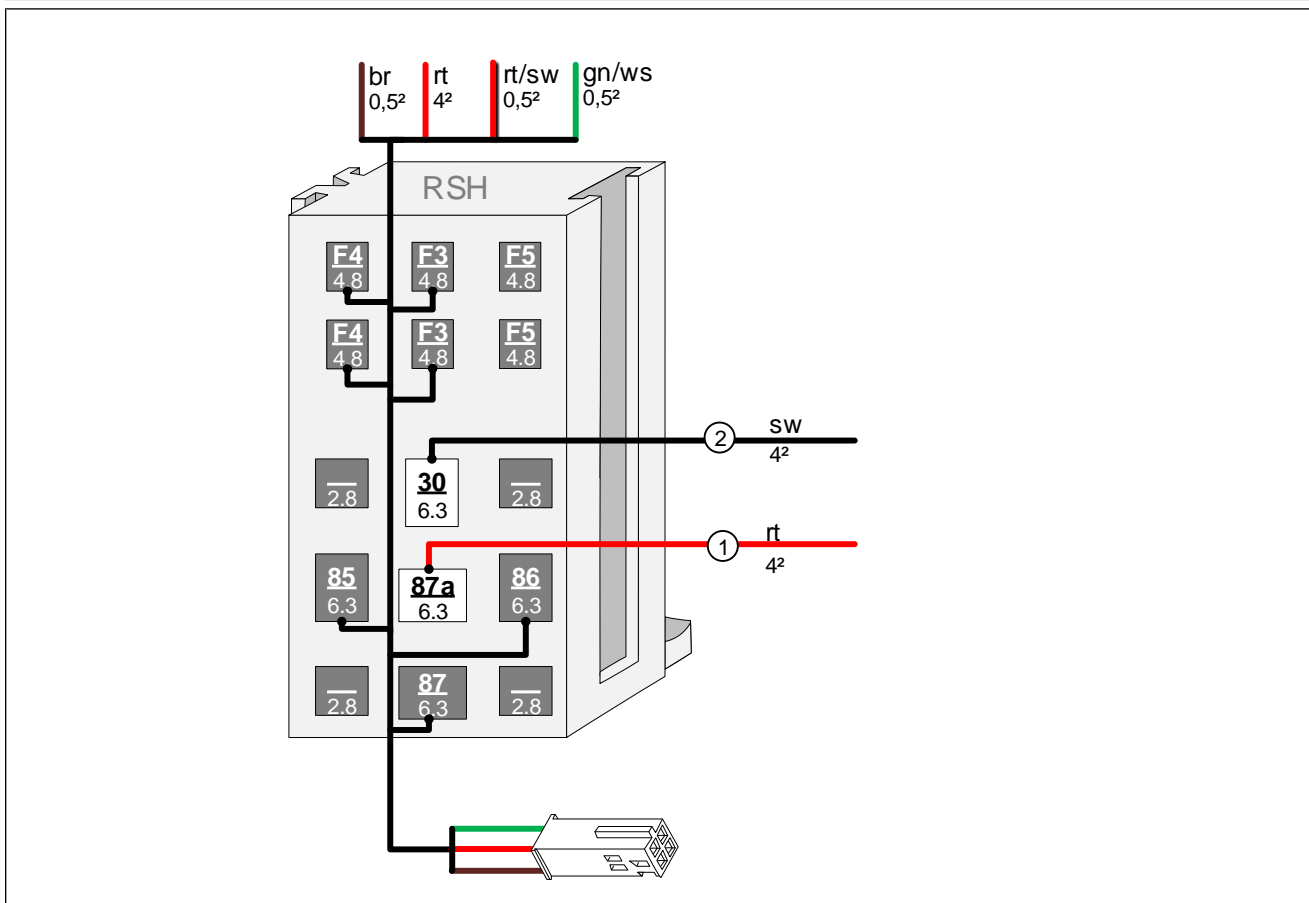 br rt rt/sw gn/ws
0,5² 4² 0,5² 0,5²
RSH
F4 F3 F5
4.8 4.8 4.8
F4 F3 F5
4.8 4.8 4.8
2 sw
4²
30
2.8 6.3 2.8
1 rt
4²
85 87a 86
6.3 6.3 6.3
87
2.8 6.3 2.8